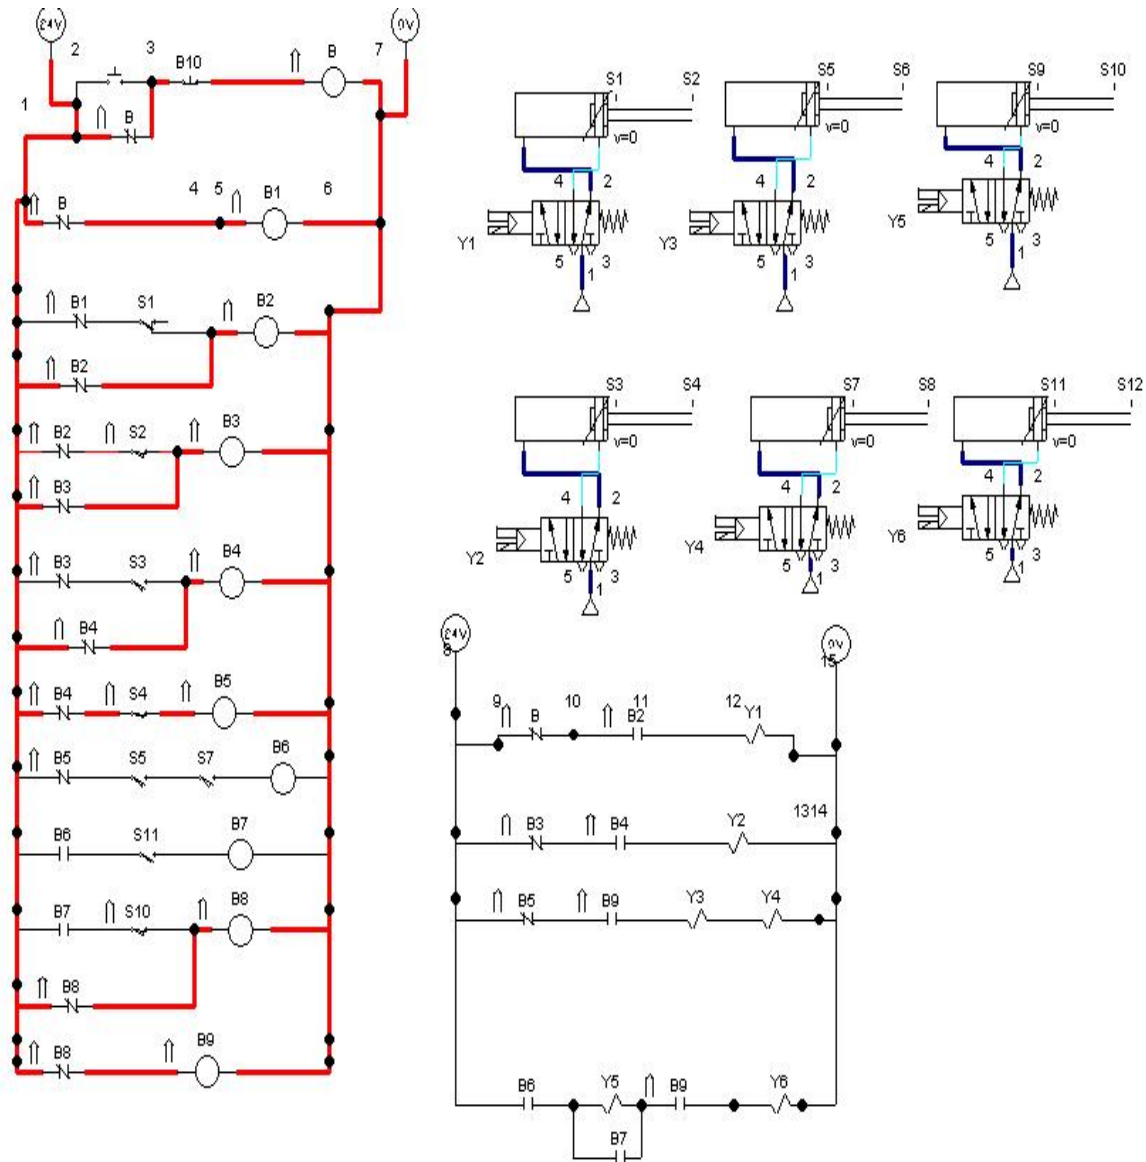 24V 0V
2 3 B10 B 7
1 B
4 5 B1 6
B
B1 S1 B2
B2
B2 S2 B3
B3
B3 S3 B4
B4
B4 S4 B5
B5 S5 S7 B6
B6 S11 B7
B7 S10 B8
B8
B8 B9
S1 S2 S5 S6 S9 S10
v=0 v=0 v=0
4 2 4 2 4 2
Y1 Y3 Y5
5 3 5 3 5 3
1 1 1
S3 S4 S7 S8 S11 S12
v=0 v=0 v=0
4 2 4 2 4 2
Y2 Y4 Y6
5 3 5 3 5 3
1 1 1
24V 0V
8 15
9 10 11 12 Y1
B B2
1314
B3 B4 Y2
B5 B9 Y3 Y4
B6 Y5 B9 Y6
B7